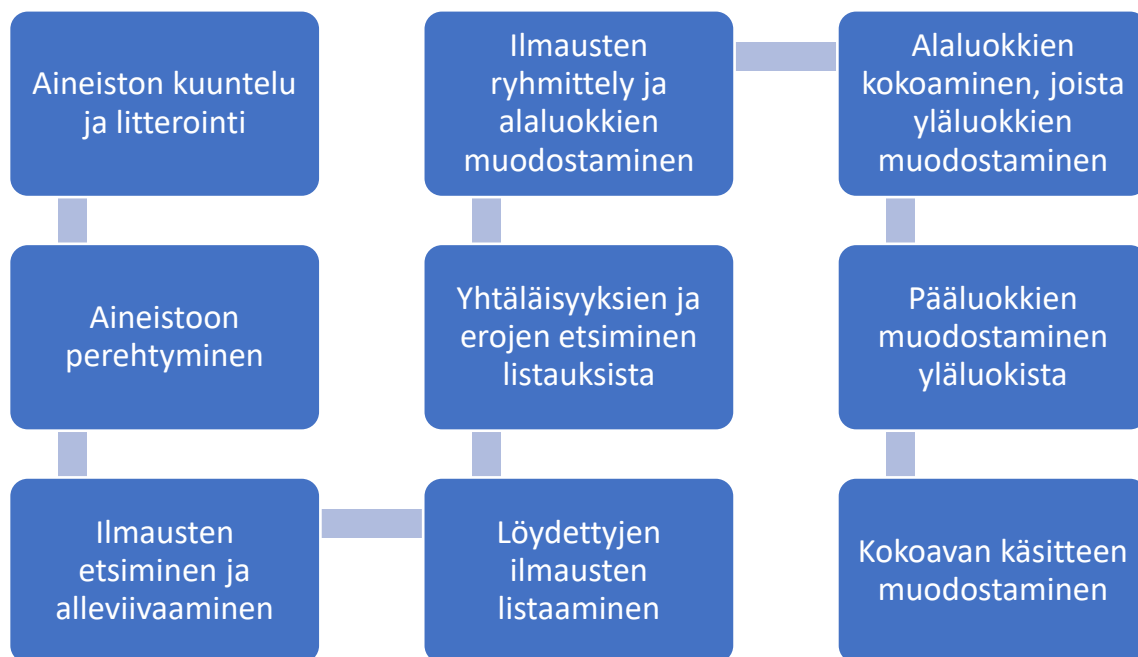 Aineiston kuuntelu
ja litterointi
Aineistoon
perehtyminen
Ilmausten
etsiminen ja
alleviivaaminen
Löydettyjen
ilmausten
listaaminen
Yhtäläisyyksien ja
erojen etsiminen
listauksista
Ilmausten
ryhmittely ja
alaluokkien
muodostaminen
Alaluokkien
kokoaminen, joista
yläluokkien
muodostaminen
Pääluokkien
muodostaminen
yläluokista
Kokoavan käsitteen
muodostaminen